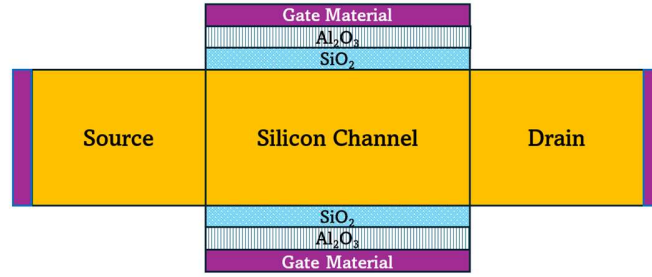 Gate Material
Al₂O₃
SiO₂
Source Silicon Channel Drain
SiO₂
Al₂O₃
Gate Material